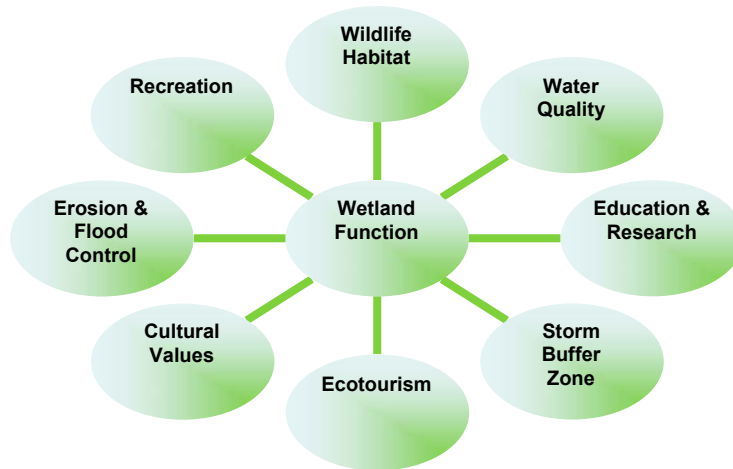 Wildlife
Habitat
Recreation
Water
Quality
Erosion &
Flood
Control
Wetland
Function
Education &
Research
Cultural
Values
Storm
Buffer
Zone
Ecotourism